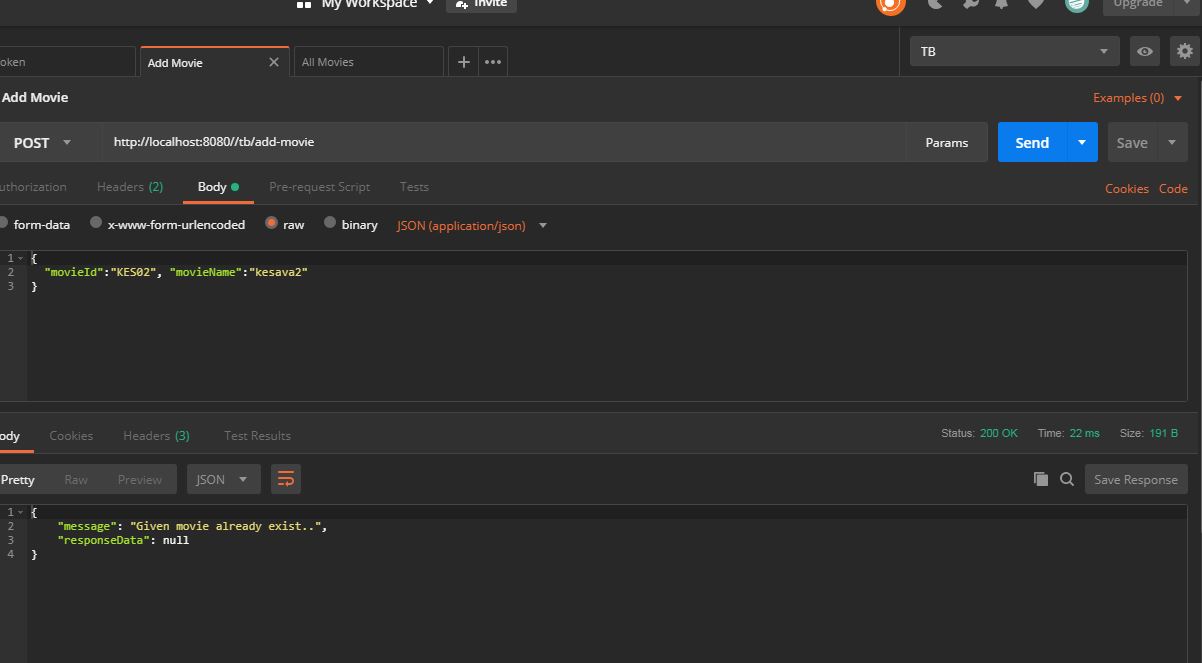 My Workspace Invite Upgrade
oken Add Movie All Movies TB
Add Movie Examples (0)
POST http://localhost:8080//tb/add-movie Params Send Save
uthorization Headers (2) Body Pre-request Script Tests Cookies Code
form-data x-www-form-urlencoded raw binary JSON (application/json)
1 {
2 "movieId":"KES02", "movieName":"kesava2"
3 }
ody Cookies Headers (3) Test Results Status: 200 OK Time: 22 ms Size: 191 B
Pretty Raw Preview JSON Save Response
1 {
2 "message": "Given movie already exist..",
3 "responseData": null
4 }